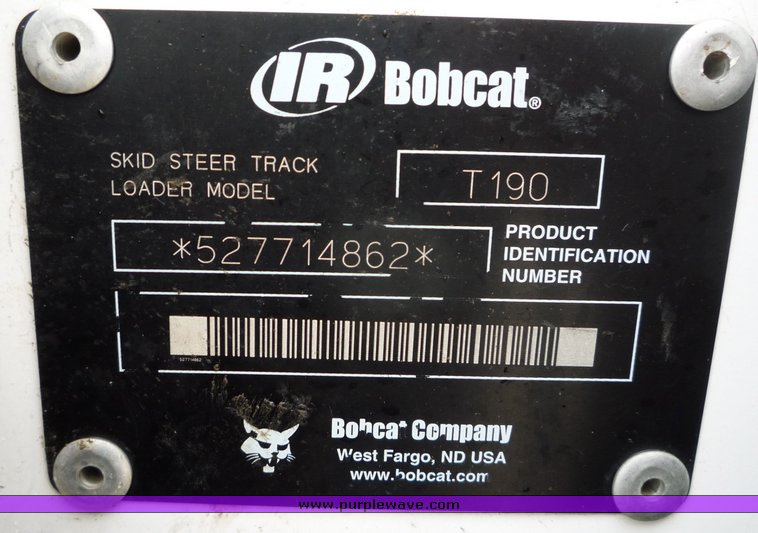 IR Bobcat®
SKID STEER TRACK
LOADER MODEL
T190
*527714862*
PRODUCT
IDENTIFICATION
NUMBER
527714862
Bobcat Company
West Fargo, ND USA
www.bobcat.com
www.purplewave.com